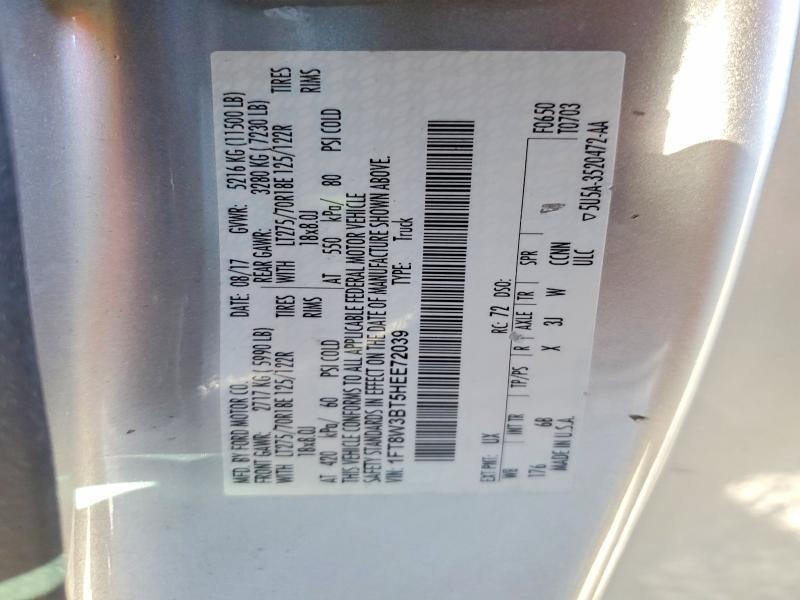 MFD. BY FORD MOTOR CO. DATE: 08/17 GVWR: 5216 KG (11500 LB)
FRONT GAWR: 2717 KG (5990 LB) REAR GAWR: 3280 KG (7230 LB)
WITH LT275/70R18E 125/122R TIRES WITH LT275/70R18E 125/122R TIRES
18x8.0J RIMS 18x8.0J RIMS
AT 420 kPa/ 60 PSI COLD AT 550 kPa/ 80 PSI COLD
THIS VEHICLE CONFORMS TO ALL APPLICABLE FEDERAL MOTOR VEHICLE
SAFETY STANDARDS IN EFFECT ON THE DATE OF MANUFACTURE SHOWN ABOVE.
VIN: 1FT8W3BT5HEE72039 TYPE: Truck
EXT PNT: UX RC: 72 DSO: F0650
WB INT TR TP/PS R AXLE TR SPR T0703
176 6B X 3J W CCNN
MADE IN U.S.A. ULC ▽5U5A-3520472-AA